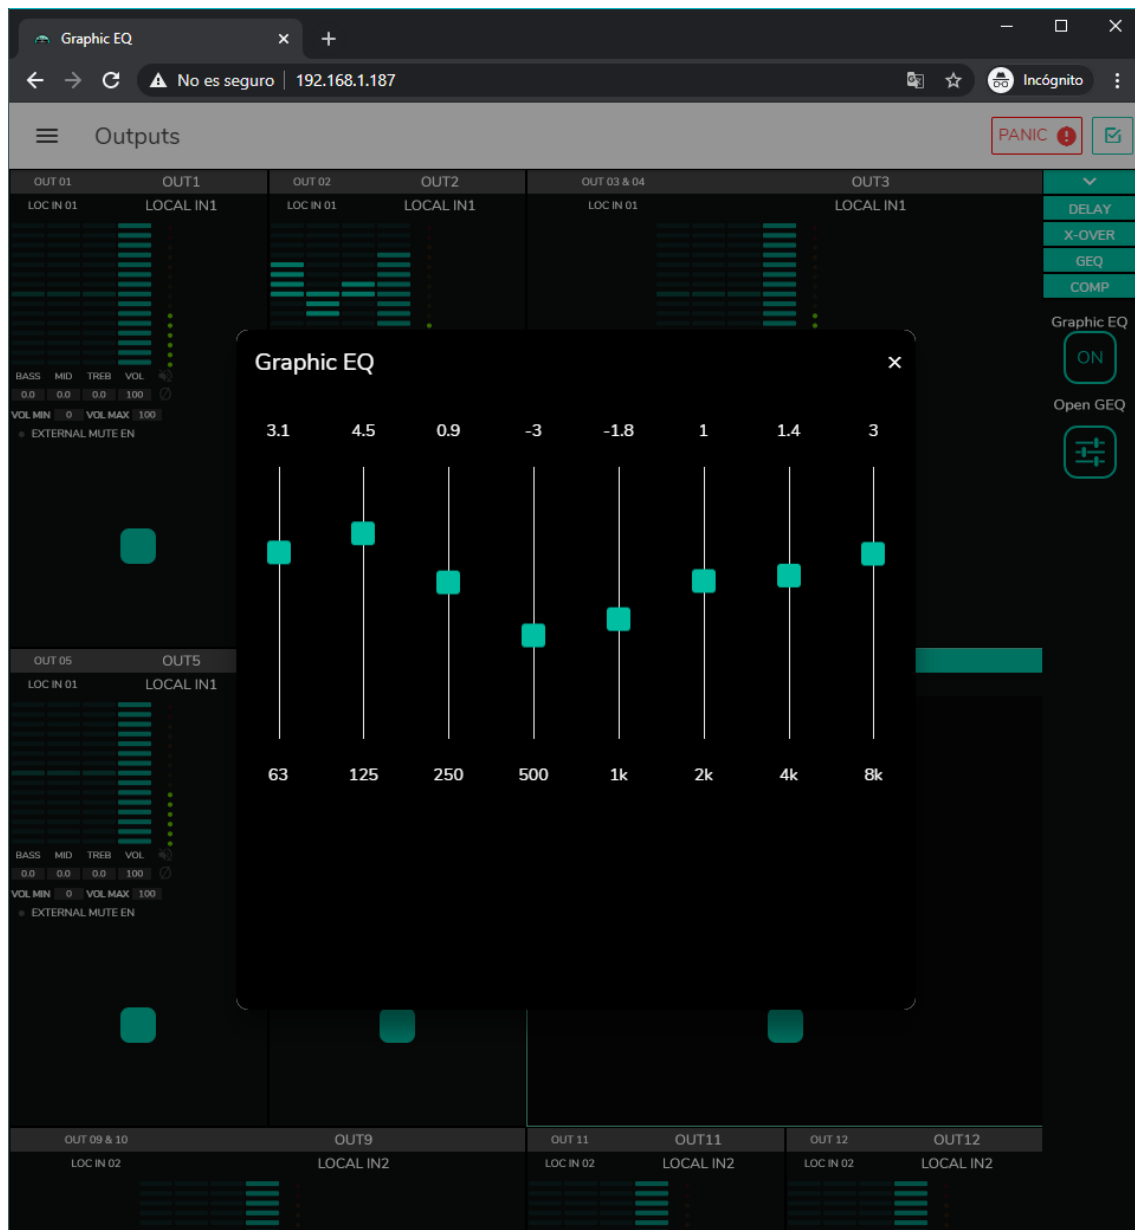 Graphic EQ
No es seguro | 192.168.1.187 Incógnito
Outputs PANIC
OUT 01 OUT1 OUT 02 OUT2 OUT 03 & 04 OUT3
LOC IN 01 LOCAL IN1 LOC IN 01 LOCAL IN1 LOC IN 01 LOCAL IN1
DELAY
X-OVER
GEQ
COMP
Graphic EQ
ON
Open GEQ
BASS MID TREB VOL
0.0 0.0 0.0 100
VOL MIN 0 VOL MAX 100
EXTERNAL MUTE EN
Graphic EQ
3.1 4.5 0.9 -3 -1.8 1 1.4 3
63 125 250 500 1k 2k 4k 8k
OUT 05 OUT5
LOC IN 01 LOCAL IN1
BASS MID TREB VOL
0.0 0.0 0.0 100
VOL MIN 0 VOL MAX 100
EXTERNAL MUTE EN
OUT 09 & 10 OUT9 OUT 11 OUT11 OUT 12 OUT12
LOC IN 02 LOCAL IN2 LOC IN 02 LOCAL IN2 LOC IN 02 LOCAL IN2